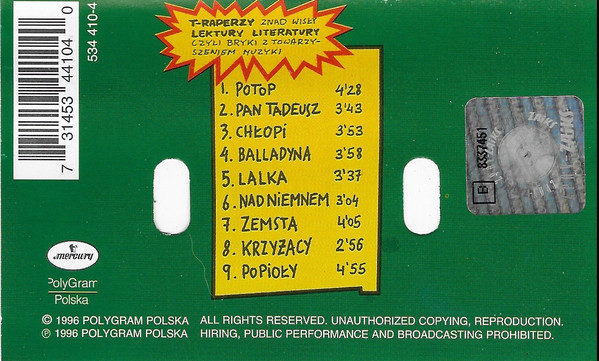 T-RAPERZY ZNAD WISŁY
LEKTURY LITERATURY
CZYLI BRYKI Z TOWARZY-
SZENIEM MUZYKI
1. POTOP 4'28
2. PAN TADEUSZ 3'43
3. CHŁOPI 3'53
4. BALLADYNA 3'58
5. LALKA 3'37
6. NAD NIEMNEM 3'04
7. ZEMSTA 4'05
8. KRZYŻACY 2'56
9. POPIOŁY 4'55
7 31453 44104 0
534 410-4
B 8337451
ZAIKS
mercury
PolyGram
Polska
© 1996 POLYGRAM POLSKA ALL RIGHTS RESERVED. UNAUTHORIZED COPYING, REPRODUCTION.
℗ 1996 POLYGRAM POLSKA HIRING, PUBLIC PERFORMANCE AND BROADCASTING PROHIBITED.